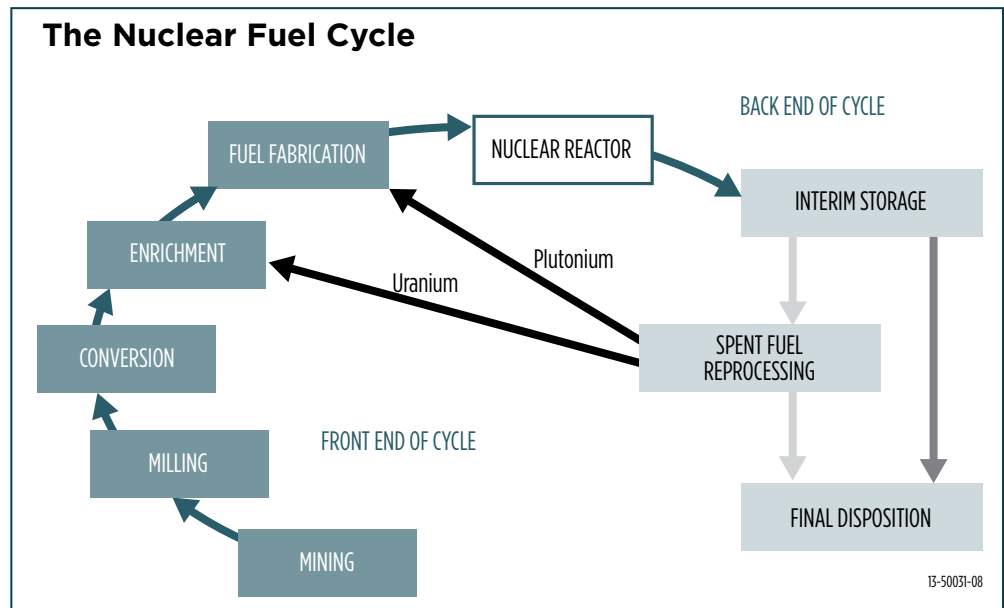 The Nuclear Fuel Cycle
BACK END OF CYCLE
FUEL FABRICATION
NUCLEAR REACTOR
INTERIM STORAGE
ENRICHMENT
Plutonium
Uranium
CONVERSION
SPENT FUEL
REPROCESSING
FRONT END OF CYCLE
MILLING
FINAL DISPOSITION
MINING
13-50031-08